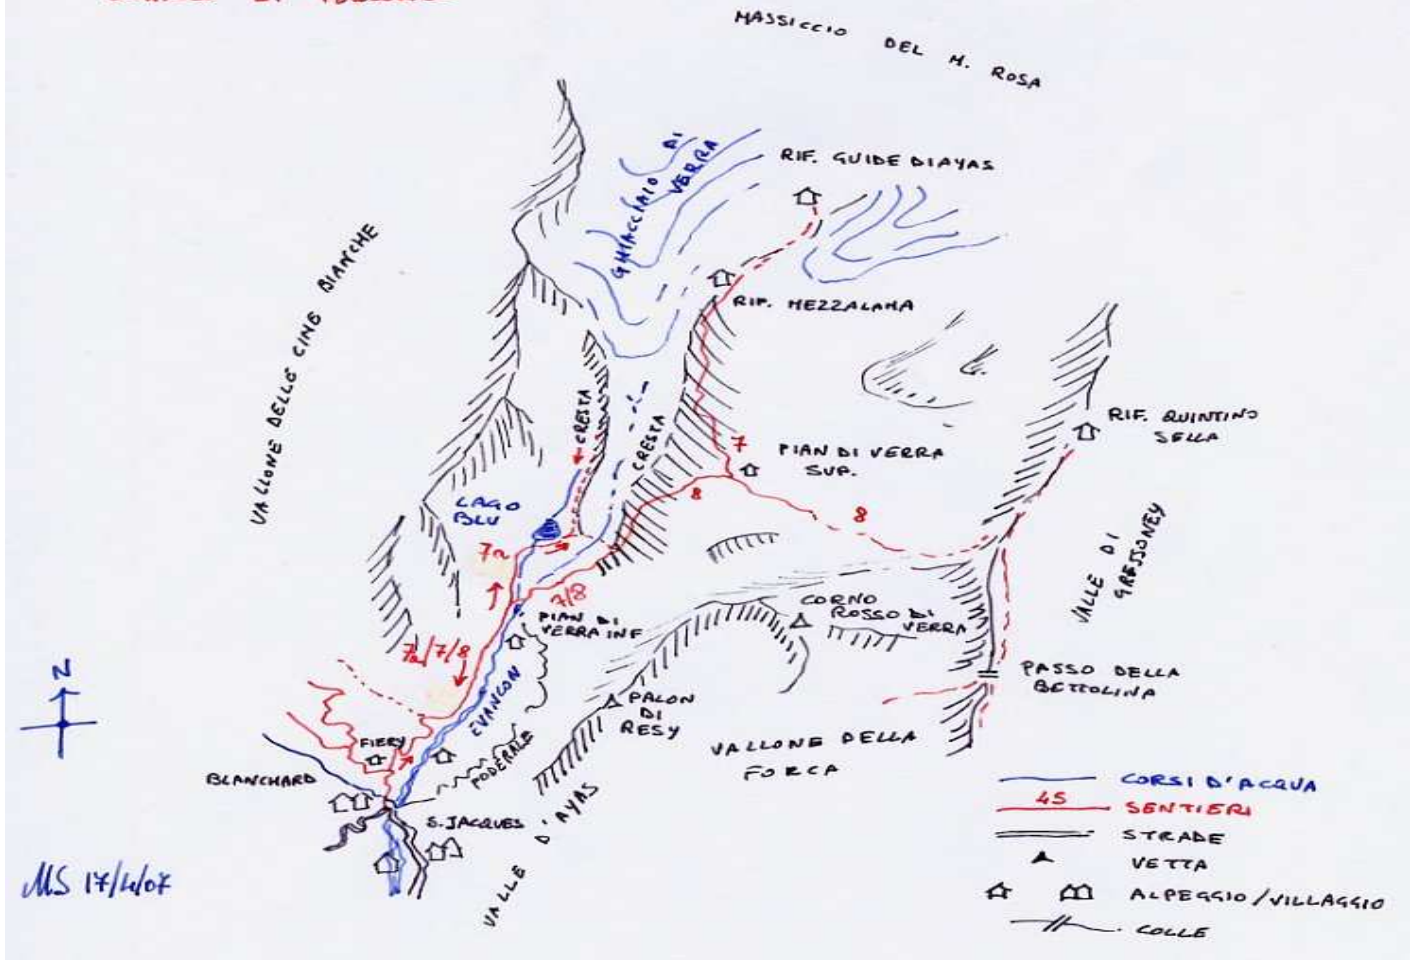 MASSICCIO DEL M. ROSA
GHIACCIAIO DI
VERRA
RIF. GUIDE DI AYAS
RIF. MEZZALAMA
VALLONE DELLE CIME BIANCHE
CRESTA
CRESTA
RIF. QUINTINO
SELLA
7
PIAN DI VERRA
SUP.
8
8
LAGO
BLU
7a
7/8
VALLE DI
GRESSONEY
CORNO
ROSSO DI
VERRA
PIAN DI
VERRA INF
7a/7/8
N
EVANCON
PALON
DI
RESY
PASSO DELLA
BETTOLINA
FIERY
PODERALE
VALLONE DELLA
FORCA
BLANCHARD
S. JACQUES
VALLE D'AYAS
CORSI D'ACQUA
45
SENTIERI
STRADE
VETTA
ALPEGGIO/VILLAGGIO
COLLE
MS 17/4/07